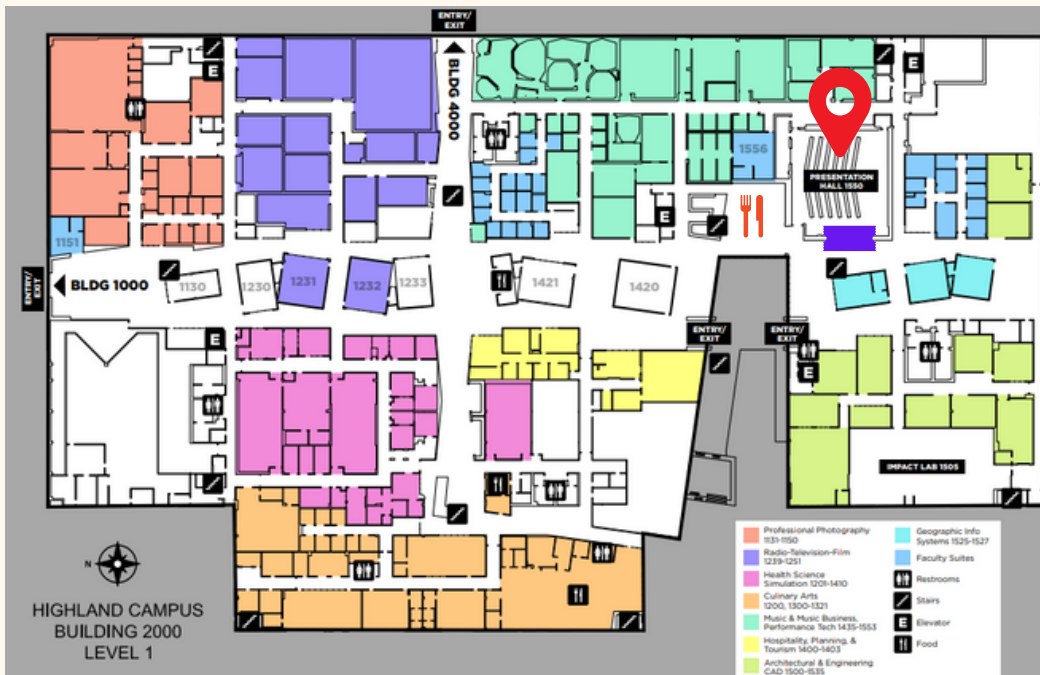 ENTRY/
EXIT
BLDG 4000
E
E
1556
PRESENTATION
HALL 1550
1151
E
ENTRY/
EXIT
BLDG 1000
1130
1230
1231
1232
1233
1421
1420
ENTRY/
EXIT
ENTRY/
EXIT
E
E
IMPACT LAB 1505
N
HIGHLAND CAMPUS
BUILDING 2000
LEVEL 1
Professional Photography
1131-1150
Radio-Television-Film
1239-1251
Health Science
Simulation 1201-1410
Culinary Arts
1200, 1300-1321
Music & Music Business,
Performance Tech 1435-1553
Hospitality, Planning, &
Tourism 1400-1403
Architectural & Engineering
CAD 1500-1535
Geographic Info
Systems 1525-1527
Faculty Suites
Restrooms
Stairs
E
Elevator
Food